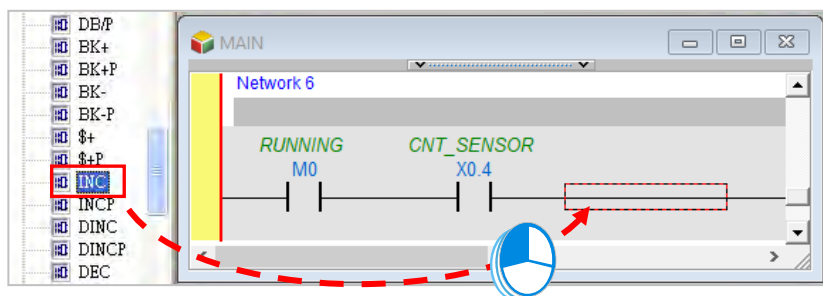 DB/P
BK+
BK+P
BK-
BK-P
$+
$+P
INC
INCP
DINC
DINCP
DEC
MAIN
Network 6
RUNNING
CNT_SENSOR
M0
X0.4